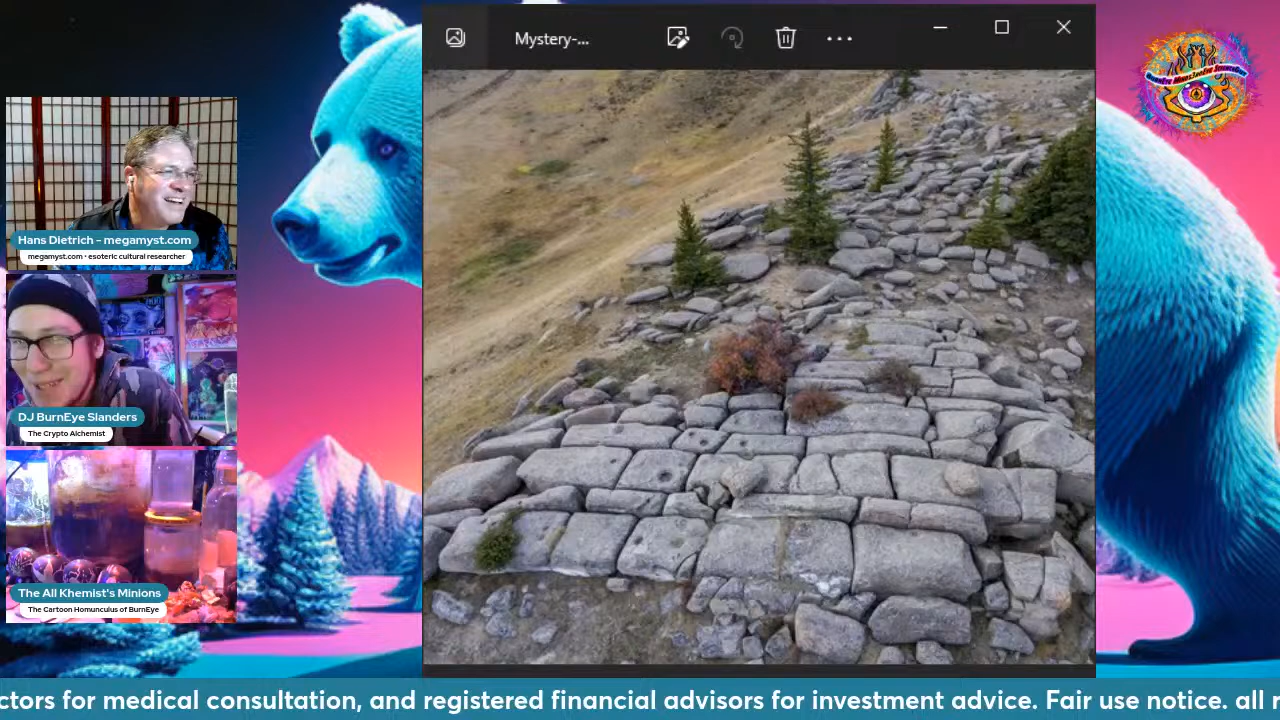 Mystery-...
Hans Dietrich - megamyst.com
megamyst.com • esoteric cultural researcher
DJ BurnEye Slanders
The Crypto Alchemist
The All Khemist's Minions
The Cartoon Homunculus of BurnEye
ctors for medical consultation, and registered financial advisors for investment advice. Fair use notice. all